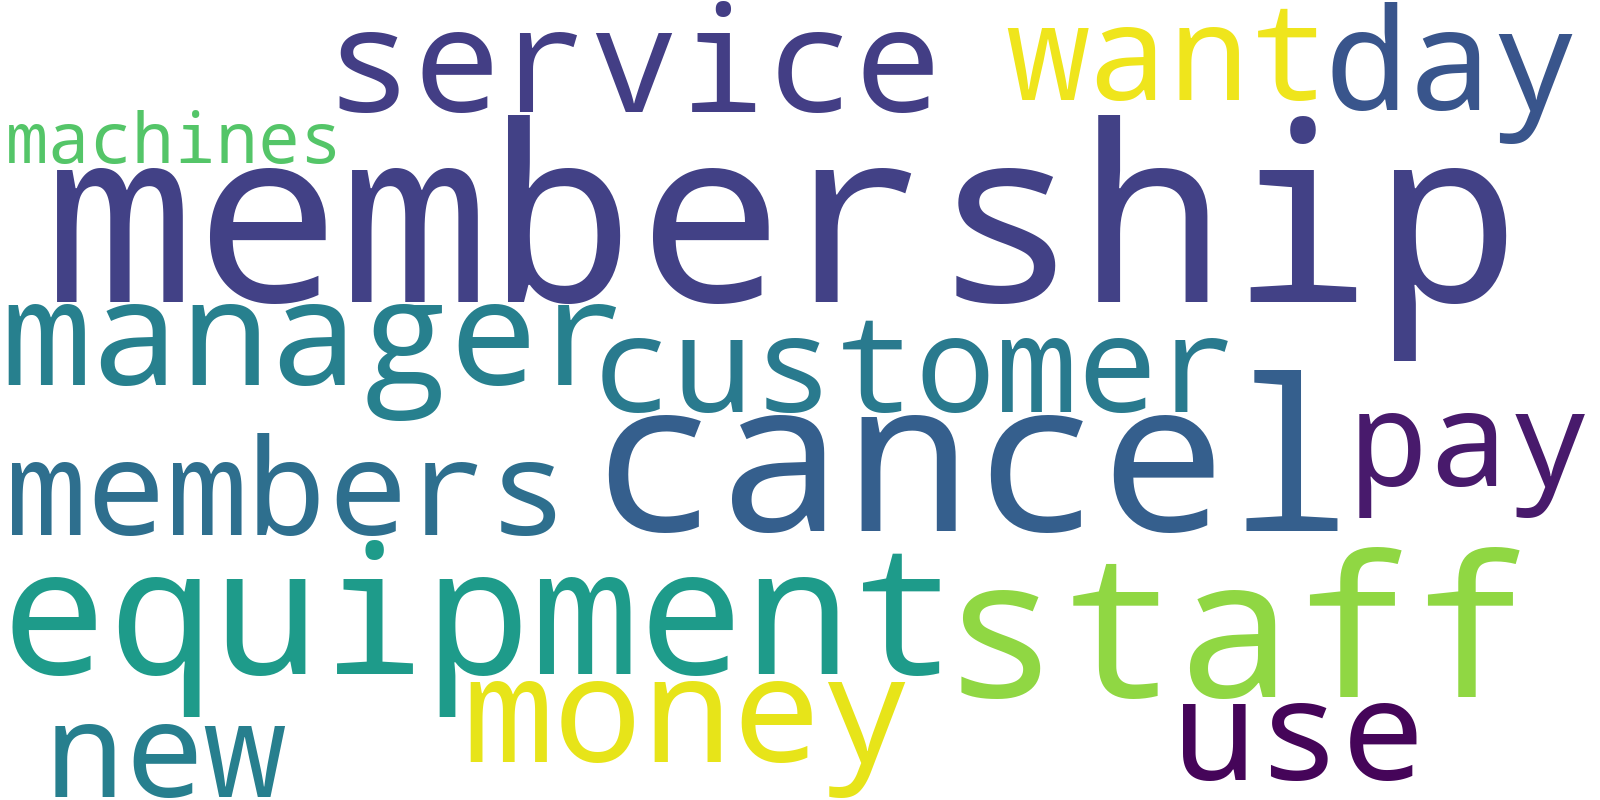 service want day
machines
membership
manager customer
members cancel pay
equipment staff
new money use